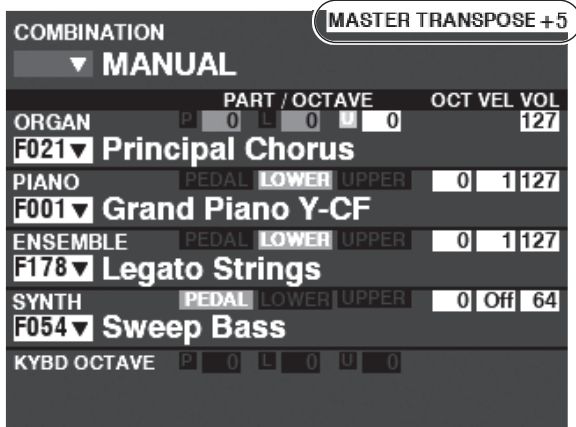 MASTER TRANSPOSE +5
COMBINATION
▼ MANUAL
PART / OCTAVE OCT VEL VOL
ORGAN P 0 L 0 U 0 127
F021▼ Principal Chorus
PIANO PEDAL LOWER UPPER 0 1 127
F001▼ Grand Piano Y-CF
ENSEMBLE PEDAL LOWER UPPER 0 1 127
F178▼ Legato Strings
SYNTH PEDAL LOWER UPPER 0 Off 64
F054▼ Sweep Bass
KYBD OCTAVE P 0 L 0 U 0